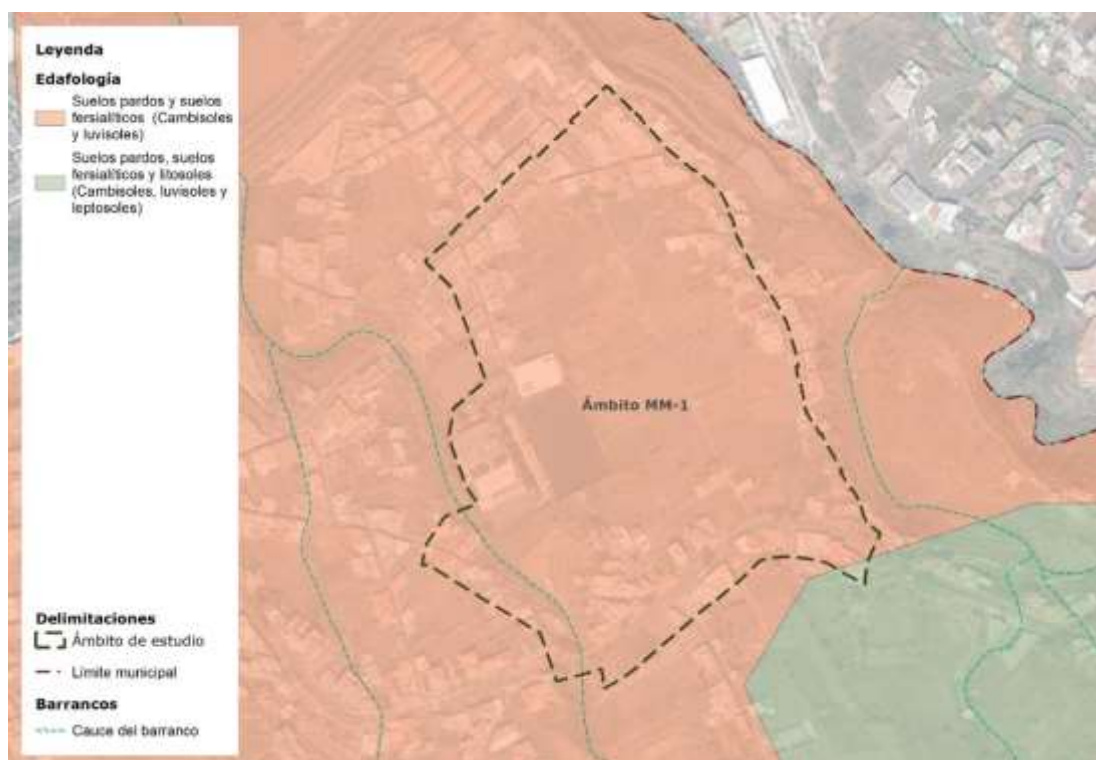 Leyenda
Edafología
Suelos pardos y suelos
fersialíticos (Cambisoles
y luvisoles)
Suelos pardos, suelos
fersialíticos y litosoles
(Cambisoles, luvisoles y
leptosoles)
Delimitaciones
Ámbito de estudio
Límite municipal
Barrancos
Cauce del barranco
Ámbito MM-1